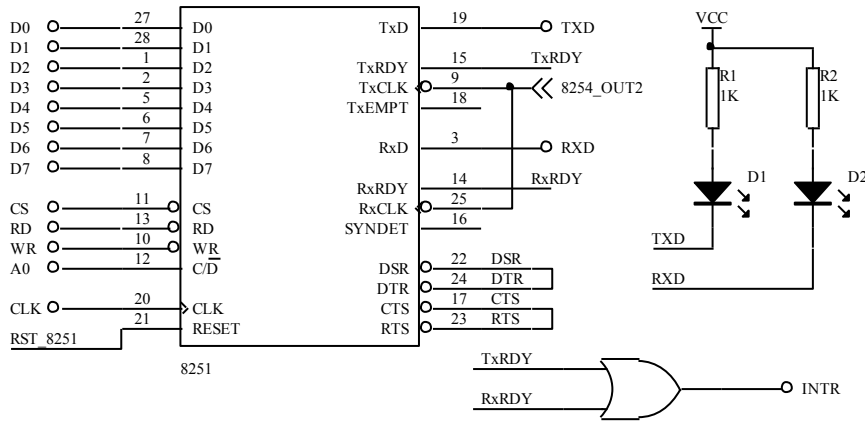 D0 27 D0 TxD 19 TXD
D1 28 D1
D2 1 D2 TxRDY 15 TxRDY
D3 2 D3 TxCLK 9 8254_OUT2
D4 5 D4 TxEMPT 18
D5 6 D5
D6 7 D6 RxD 3 RXD
D7 8 D7
RxRDY 14 RxRDY
CS 11 CS RxCLK 25
RD 13 RD SYNDET 16
WR 10 WR
A0 12 C/D DSR 22 DSR
DTR 24 DTR
CLK 20 CLK CTS 17 CTS
RST_8251 21 RESET RTS 23 RTS
8251
VCC
R1 R2
1K 1K
D1 D2
TXD
RXD
TxRDY
RxRDY INTR